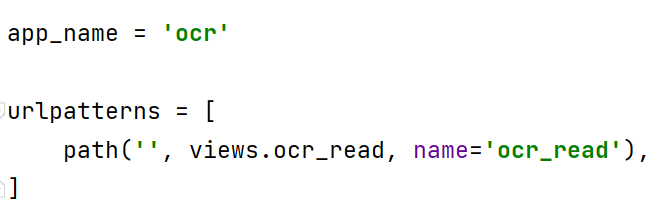 app_name = 'ocr'
urlpatterns = [
    path('', views.ocr_read, name='ocr_read'),
]